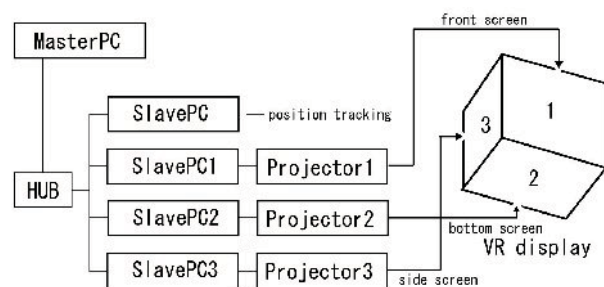 front screen
MasterPC
SlavePC
position tracking
1
3
SlavePC1
Projector1
2
HUB
SlavePC2
Projector2
bottom screen
VR display
SlavePC3
Projector3
side screen